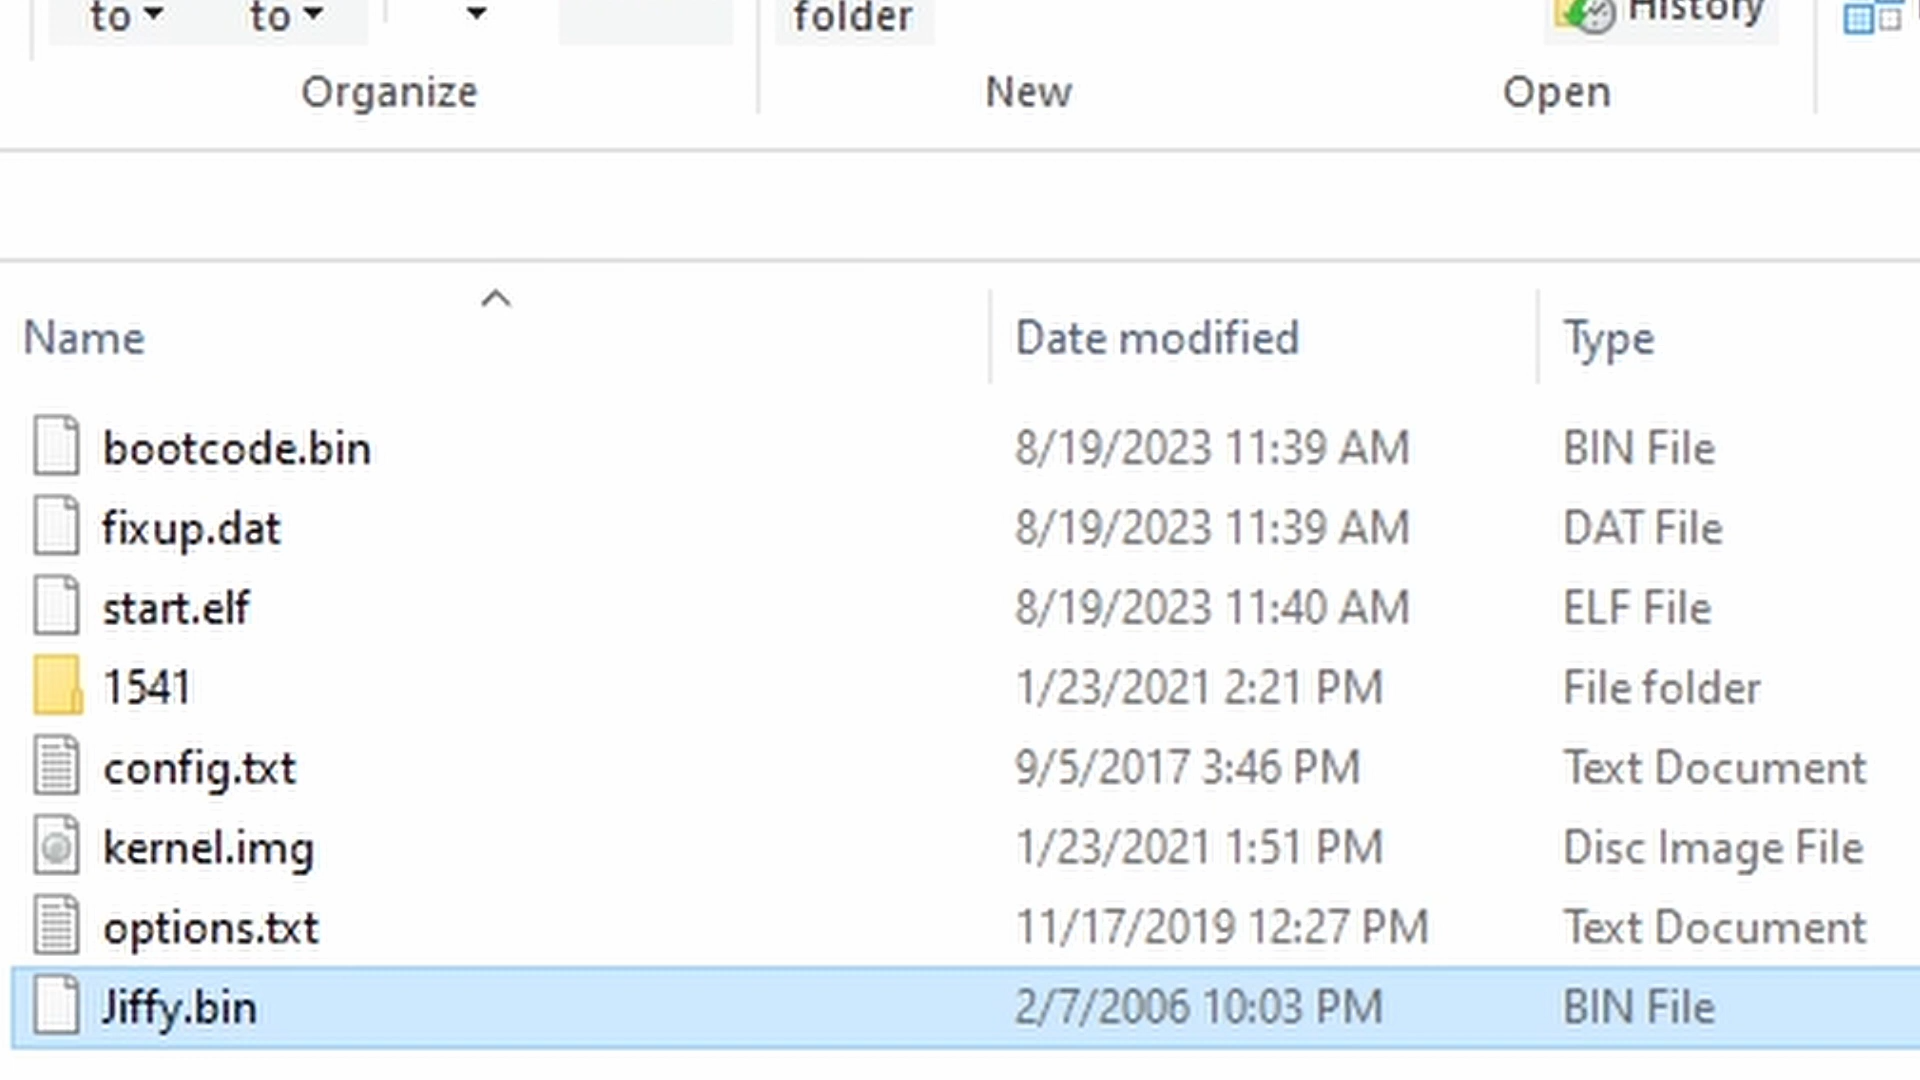 to to folder History
Organize New Open
Name Date modified Type
bootcode.bin 8/19/2023 11:39 AM BIN File
fixup.dat 8/19/2023 11:39 AM DAT File
start.elf 8/19/2023 11:40 AM ELF File
1541 1/23/2021 2:21 PM File folder
config.txt 9/5/2017 3:46 PM Text Document
kernel.img 1/23/2021 1:51 PM Disc Image File
options.txt 11/17/2019 12:27 PM Text Document
Jiffy.bin 2/7/2006 10:03 PM BIN File